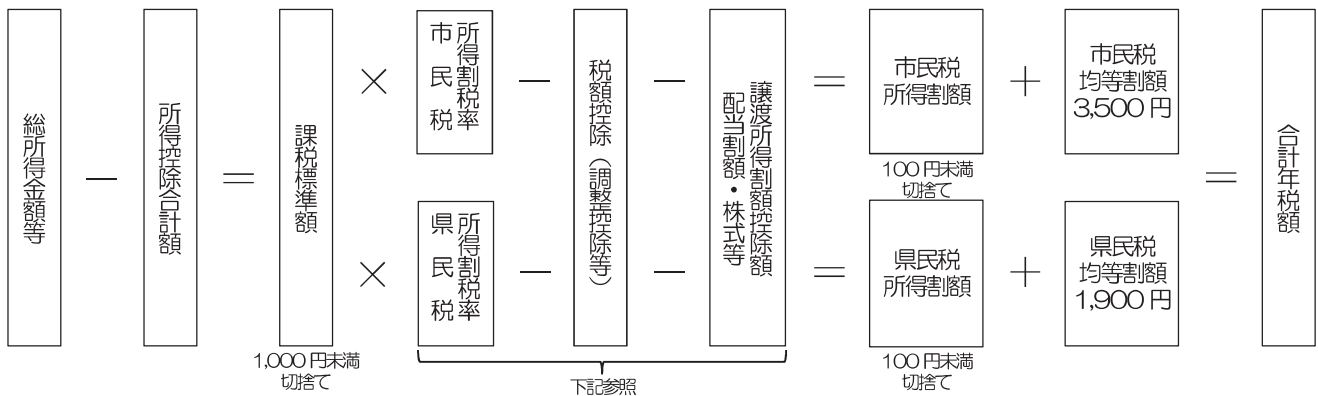 総所得金額等
－
所得控除合計額
＝
課税標準額
1,000円未満
切捨て
×
市民税
所得割税率
×
県民税
所得割税率
－
－
税額控除（調整控除等）
－
－
配当割額・株式等
譲渡所得割額控除額
下記参照
＝
市民税
所得割額
100円未満
切捨て
＋
市民税
均等割額
3,500円
＝
県民税
所得割額
100円未満
切捨て
＋
県民税
均等割額
1,900円
＝
合計年税額